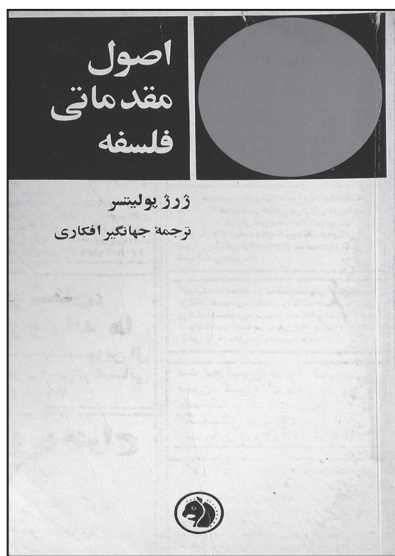 اصول
مقدماتی
فلسفه
ژرژ پولیتسر
ترجمهٔ جهانگیر افکاری